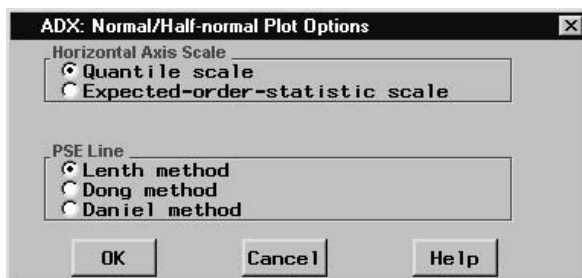 ADX: Normal/Half-normal Plot Options
Horizontal Axis Scale
Quantile scale
Expected-order-statistic scale
PSE Line
Lenth method
Dong method
Daniel method
OK Cancel Help